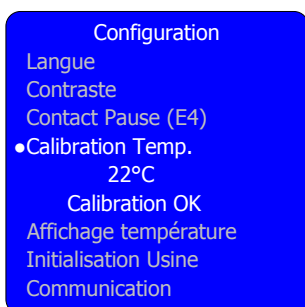 Configuration
Langue
Contraste
Contact Pause (E4)
●Calibration Temp.
22°C
Calibration OK
Affichage température
Initialisation Usine
Communication